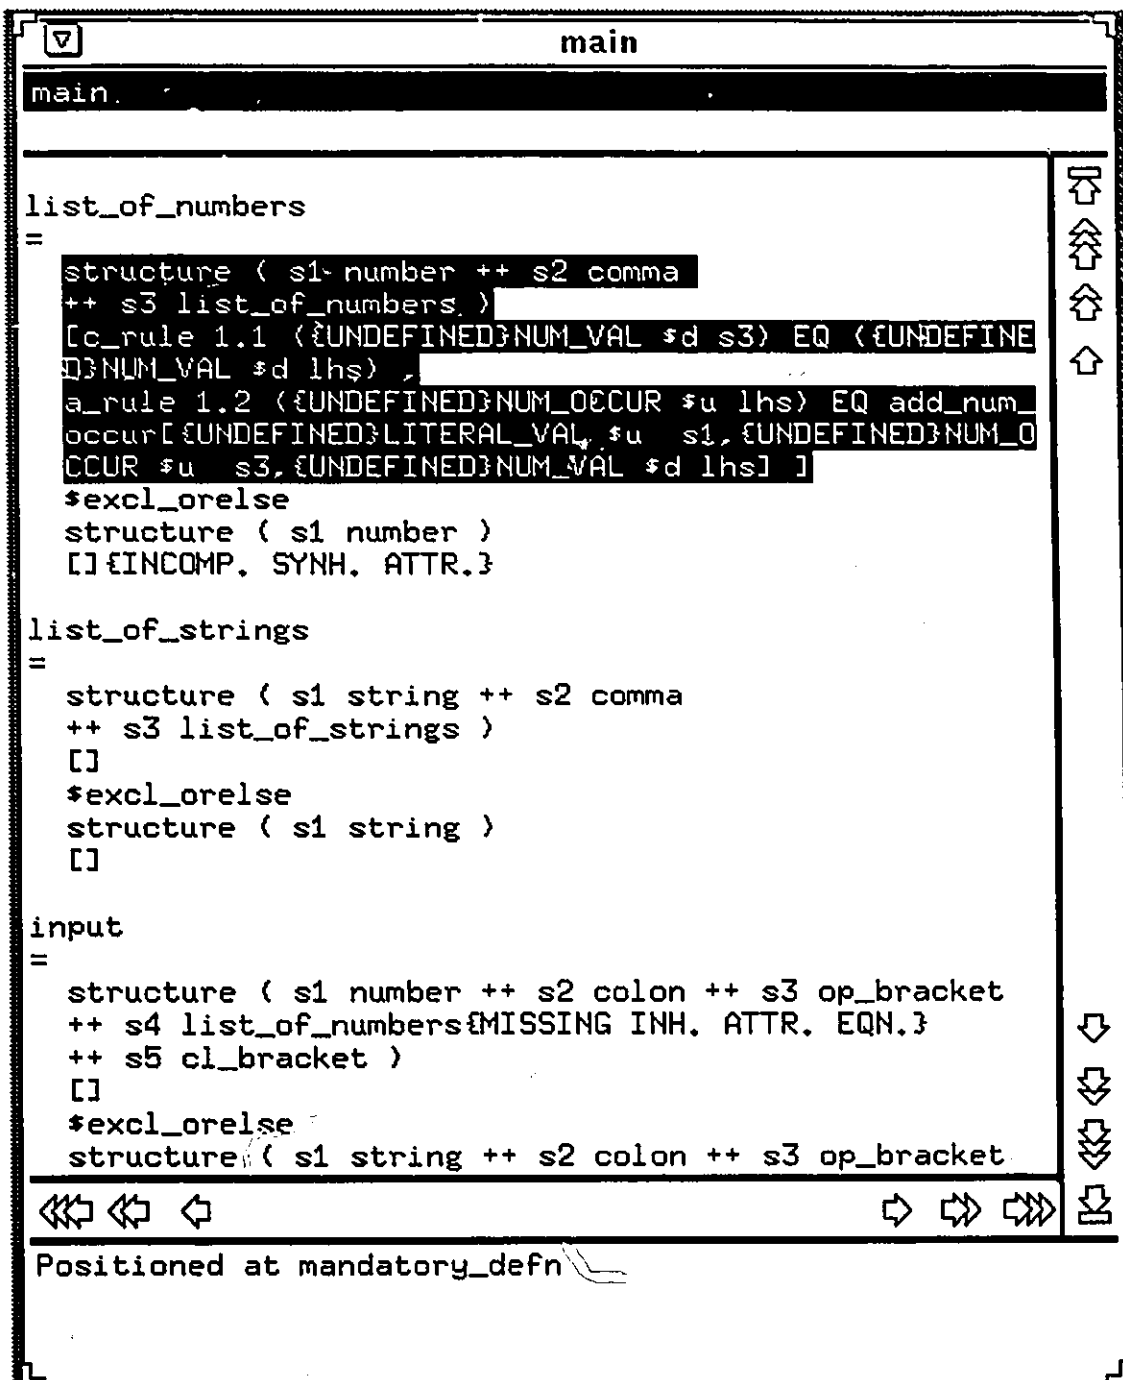 main
main
list_of_numbers
=
structure ( s1 number ++ s2 comma
++ s3 list_of_numbers )
[c_rule 1.1 ({UNDEFINED}NUM_VAL $d s3) EQ ({UNDEFINE
D}NUM_VAL $d lhs) ,
a_rule 1.2 ({UNDEFINED}NUM_OCCUR $u lhs) EQ add_num_
occur[{UNDEFINED}LITERAL_VAL $u  s1,{UNDEFINED}NUM_O
CCUR $u  s3,{UNDEFINED}NUM_VAL $d lhs] ]
$excl_orelse
structure ( s1 number )
[]{INCOMP. SYNH. ATTR.}
list_of_strings
=
structure ( s1 string ++ s2 comma
++ s3 list_of_strings )
[]
$excl_orelse
structure ( s1 string )
[]
input
=
structure ( s1 number ++ s2 colon ++ s3 op_bracket
++ s4 list_of_numbers{MISSING INH. ATTR. EQN.}
++ s5 cl_bracket )
[]
$excl_orelse
structure ( s1 string ++ s2 colon ++ s3 op_bracket
Positioned at mandatory_defn